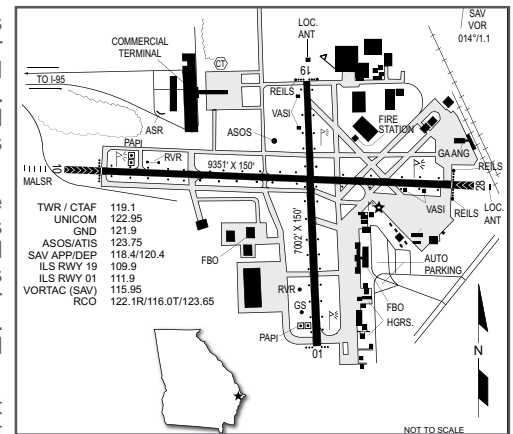 SAV
VOR
014°/1.1
LOC.
ANT
COMMERCIAL
TERMINAL
CT
19
TO I-95
REILS
VASI
FIRE
STATION
ASR
ASOS
PAPI
RVR
GA ANG
REILS
9351' X 150'
10
28
MALSR
VASI
REILS
LOC.
ANT
TWR / CTAF 119.1
UNICOM 122.95
GND 121.9
ASOS/ATIS 123.75
SAV APP/DEP 118.4/120.4
ILS RWY 19 109.9
ILS RWY 01 111.9
VORTAC (SAV) 115.95
RCO 122.1R/116.0T/123.65
7002' X 150'
FBO
AUTO
PARKING
RVR
GS
FBO
HGRS.
PAPI
01
N
NOT TO SCALE